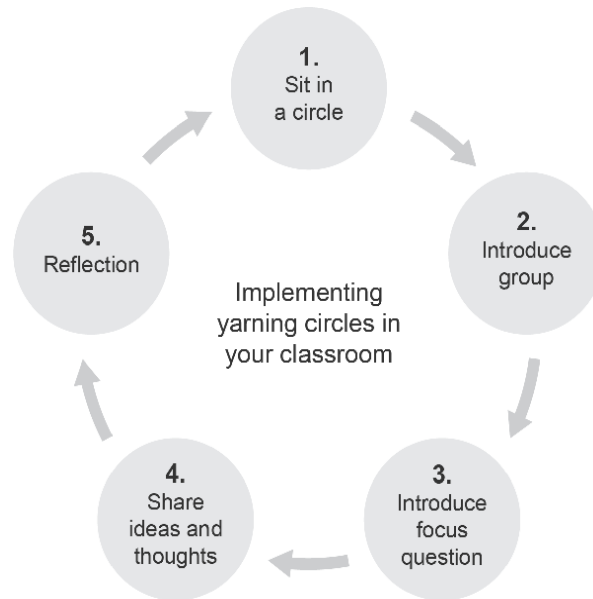 1.
Sit in
a circle
2.
Introduce
group
3.
Introduce
focus
question
4.
Share
ideas and
thoughts
5.
Reflection
Implementing
yarning circles in
your classroom